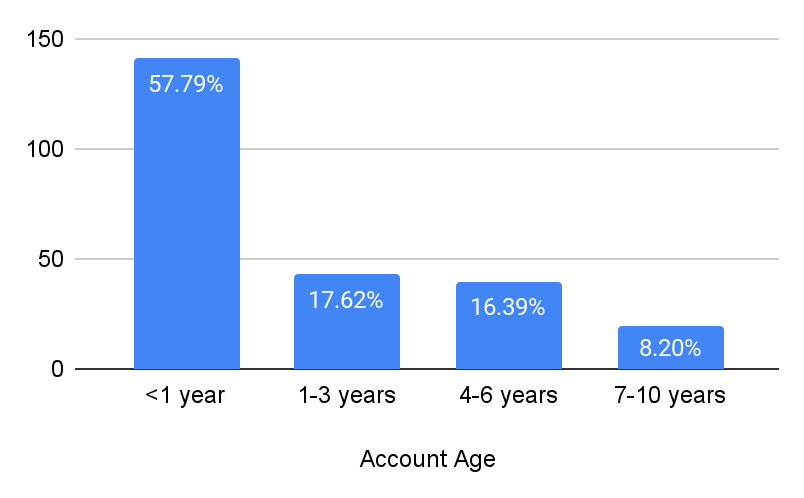 150
57.79%
100
50
17.62%
16.39%
8.20%
0
<1 year
1-3 years
4-6 years
7-10 years
Account Age